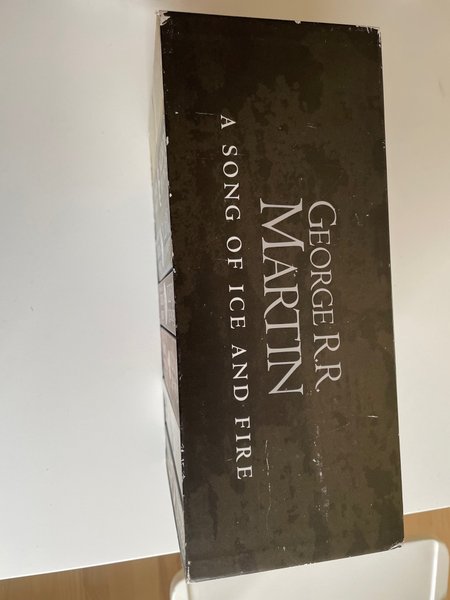 GEORGE R.R.
MARTIN
A SONG OF ICE AND FIRE